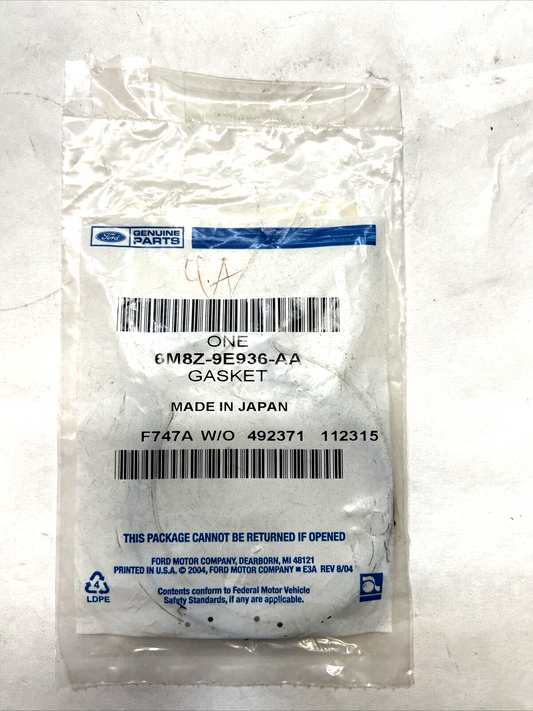 Ford GENUINE
PARTS
4A
ONE
6M8Z-9E936-AA
GASKET
MADE IN JAPAN
F747A W/O 492371 112315
THIS PACKAGE CANNOT BE RETURNED IF OPENED
FORD MOTOR COMPANY, DEARBORN, MI 48121
PRINTED IN U.S.A. © 2004, FORD MOTOR COMPANY ■ E3A REV 8/04
4
LDPE
Contents conform to Federal Motor Vehicle
Safety Standards, if any are applicable.